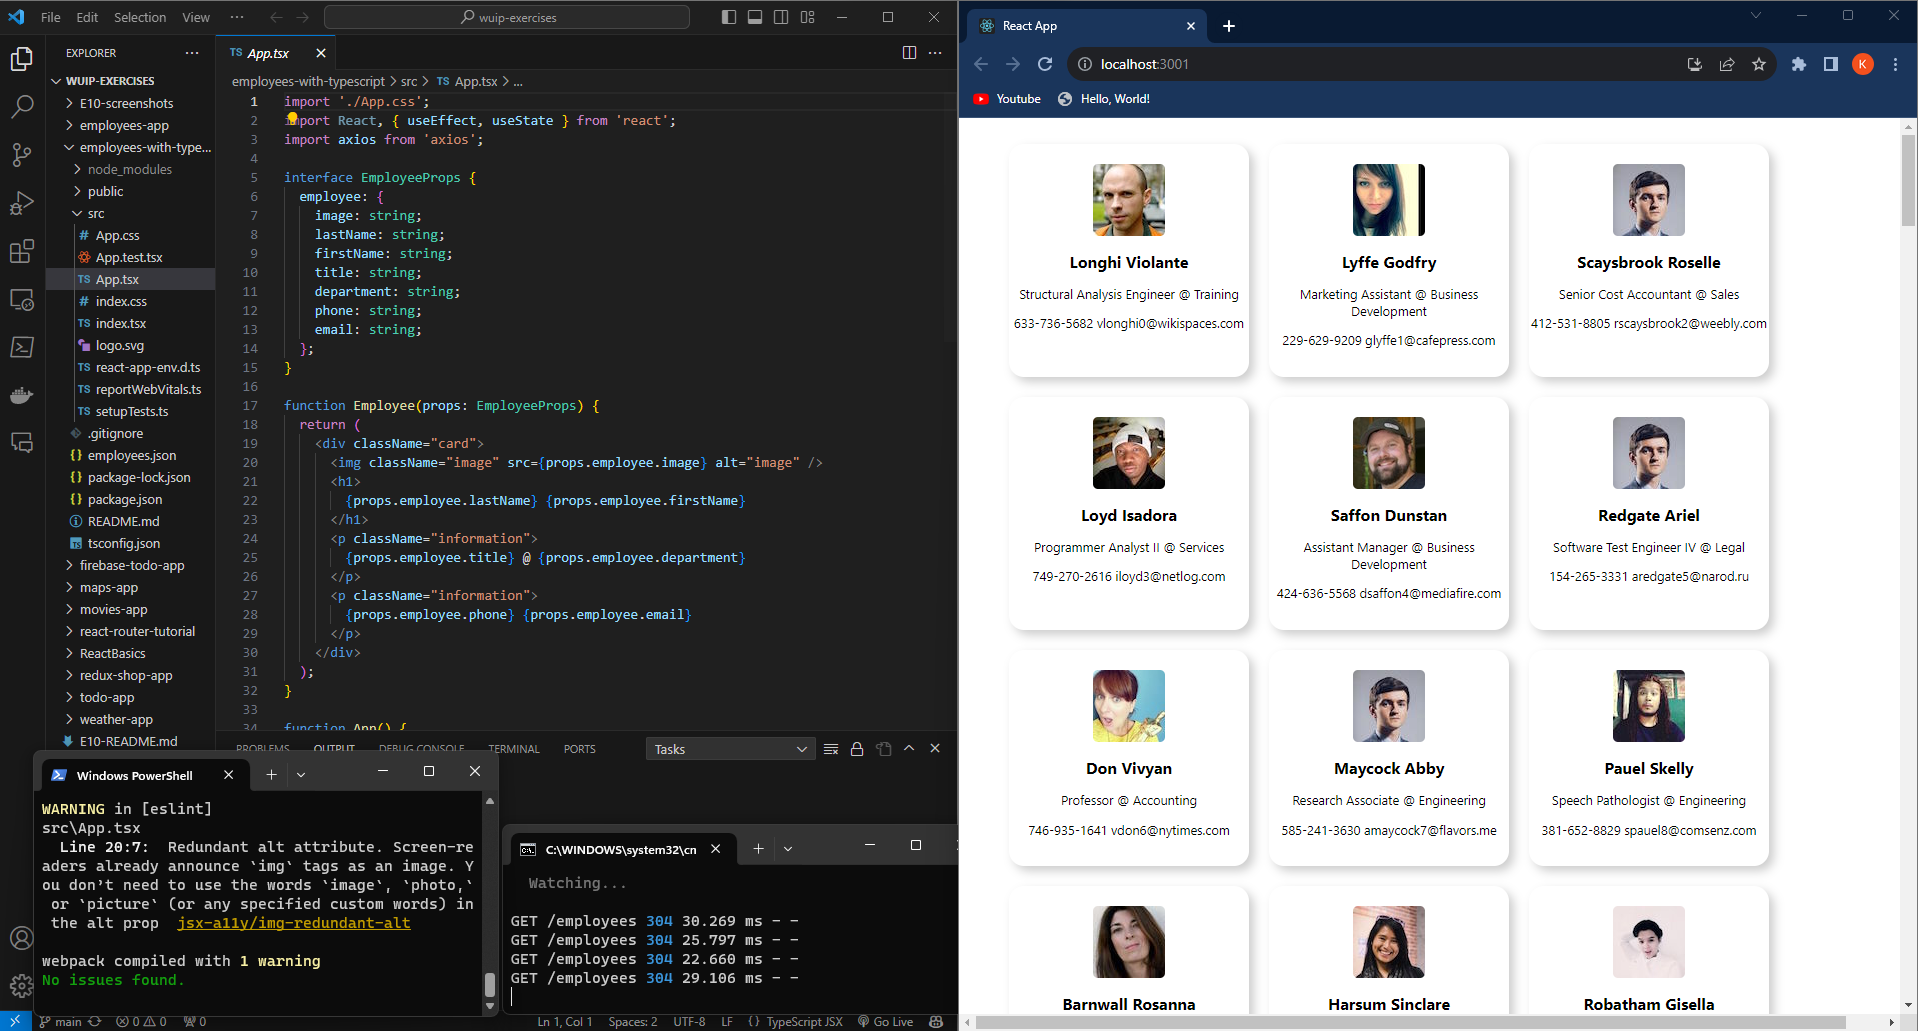 File Edit Selection View ··· wuip-exercises
EXPLORER ···
WUIP-EXERCISES
E10-screenshots
employees-app
employees-with-type...
node_modules
public
src
# App.css
App.test.tsx
TS App.tsx
# index.css
TS index.tsx
logo.svg
TS react-app-env.d.ts
TS reportWebVitals.ts
TS setupTests.ts
.gitignore
{} employees.json
{} package-lock.json
{} package.json
README.md
TS tsconfig.json
firebase-todo-app
maps-app
movies-app
react-router-tutorial
ReactBasics
redux-shop-app
todo-app
weather-app
E10-README.md
TS App.tsx
employees-with-typescript > src > TS App.tsx > ...
1 import './App.css';
2 import React, { useEffect, useState } from 'react';
3 import axios from 'axios';
4
5 interface EmployeeProps {
6 employee: {
7 image: string;
8 lastName: string;
9 firstName: string;
10 title: string;
11 department: string;
12 phone: string;
13 email: string;
14 };
15 }
16
17 function Employee(props: EmployeeProps) {
18 return (
19 <div className="card">
20 <img className="image" src={props.employee.image} alt="image" />
21 <h1>
22 {props.employee.lastName} {props.employee.firstName}
23 </h1>
24 <p className="information">
25 {props.employee.title} @ {props.employee.department}
26 </p>
27 <p className="information">
28 {props.employee.phone} {props.employee.email}
29 </p>
30 </div>
31 );
32 }
33
34 function App() {
PROBLEMS OUTPUT DEBUG CONSOLE TERMINAL PORTS Tasks
Windows PowerShell
WARNING in [eslint]
src\App.tsx
Line 20:7: Redundant alt attribute. Screen-re
aders already announce `img` tags as an image. Y
ou don't need to use the words `image`, `photo,`
or `picture` (or any specified custom words) in
the alt prop jsx-a11y/img-redundant-alt
webpack compiled with 1 warning
No issues found.
C:\WINDOWS\system32\cn
Watching...
GET /employees 304 30.269 ms - -
GET /employees 304 25.797 ms - -
GET /employees 304 22.660 ms - -
GET /employees 304 29.106 ms - -
main 0 0 0 Ln 1, Col 1 Spaces: 2 UTF-8 LF {} TypeScript JSX Go Live
React App
localhost:3001
K
Youtube Hello, World!
Longhi Violante
Structural Analysis Engineer @ Training
633-736-5682 vlonghi0@wikispaces.com
Lyffe Godfry
Marketing Assistant @ Business
Development
229-629-9209 glyffe1@cafepress.com
Scaysbrook Roselle
Senior Cost Accountant @ Sales
412-531-8805 rscaysbrook2@weebly.com
Loyd Isadora
Programmer Analyst II @ Services
749-270-2616 iloyd3@netlog.com
Saffon Dunstan
Assistant Manager @ Business
Development
424-636-5568 dsaffon4@mediafire.com
Redgate Ariel
Software Test Engineer IV @ Legal
154-265-3331 aredgate5@narod.ru
Don Vivyan
Professor @ Accounting
746-935-1641 vdon6@nytimes.com
Maycock Abby
Research Associate @ Engineering
585-241-3630 amaycock7@flavors.me
Pauel Skelly
Speech Pathologist @ Engineering
381-652-8829 spauel8@comsenz.com
Barnwall Rosanna
Harsum Sinclare
Robatham Gisella